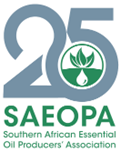 25
SAEOPA
Southern African Essential
Oil Producers' Association